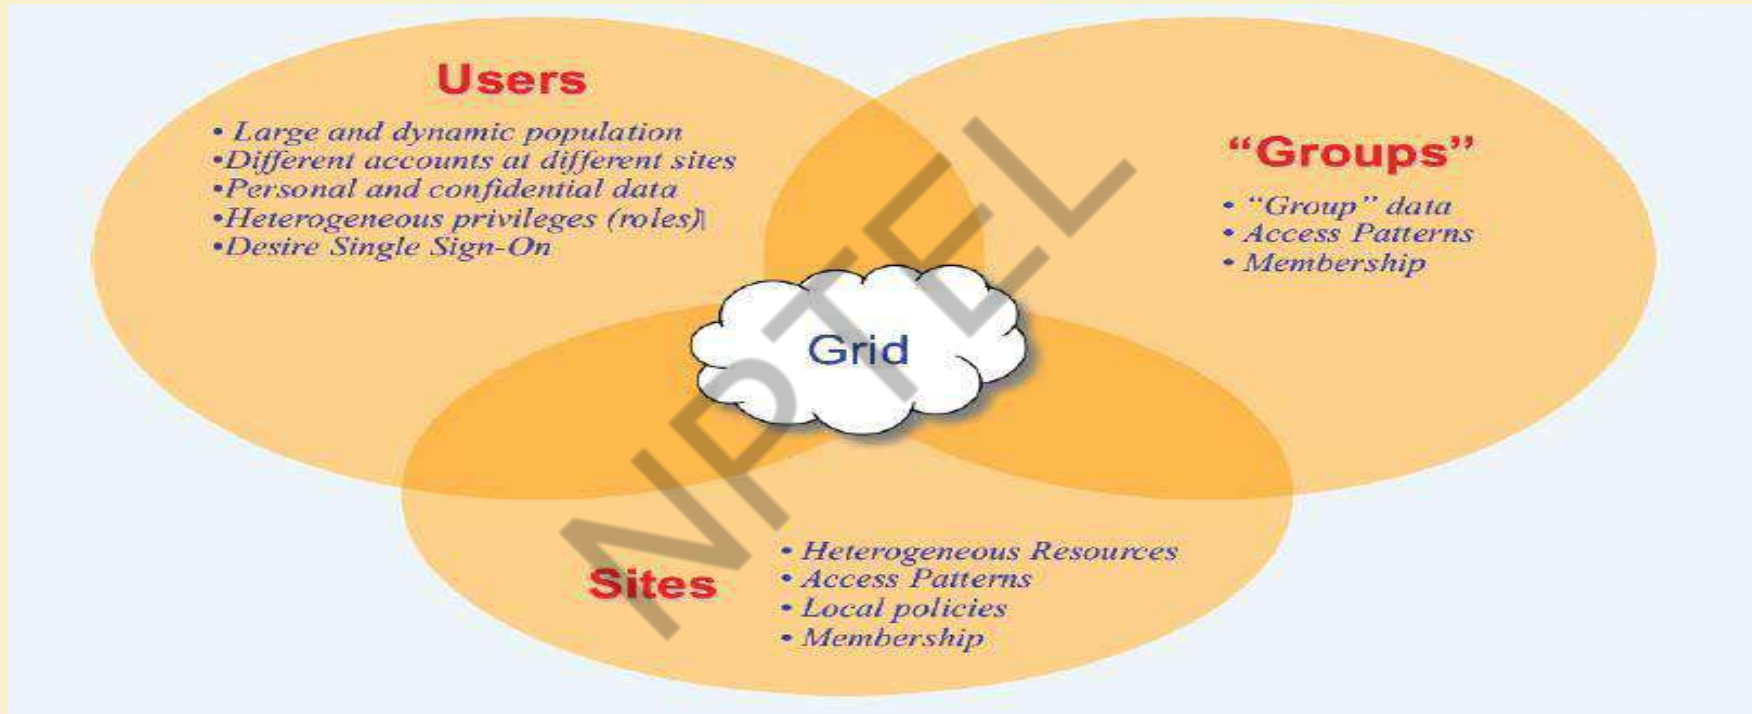 Users
• Large and dynamic population
•Different accounts at different sites
•Personal and confidential data
•Heterogeneous privileges (roles)
•Desire Single Sign-On
“Groups”
• “Group” data
• Access Patterns
• Membership
Grid
Sites
• Heterogeneous Resources
• Access Patterns
• Local policies
• Membership
NPTEL